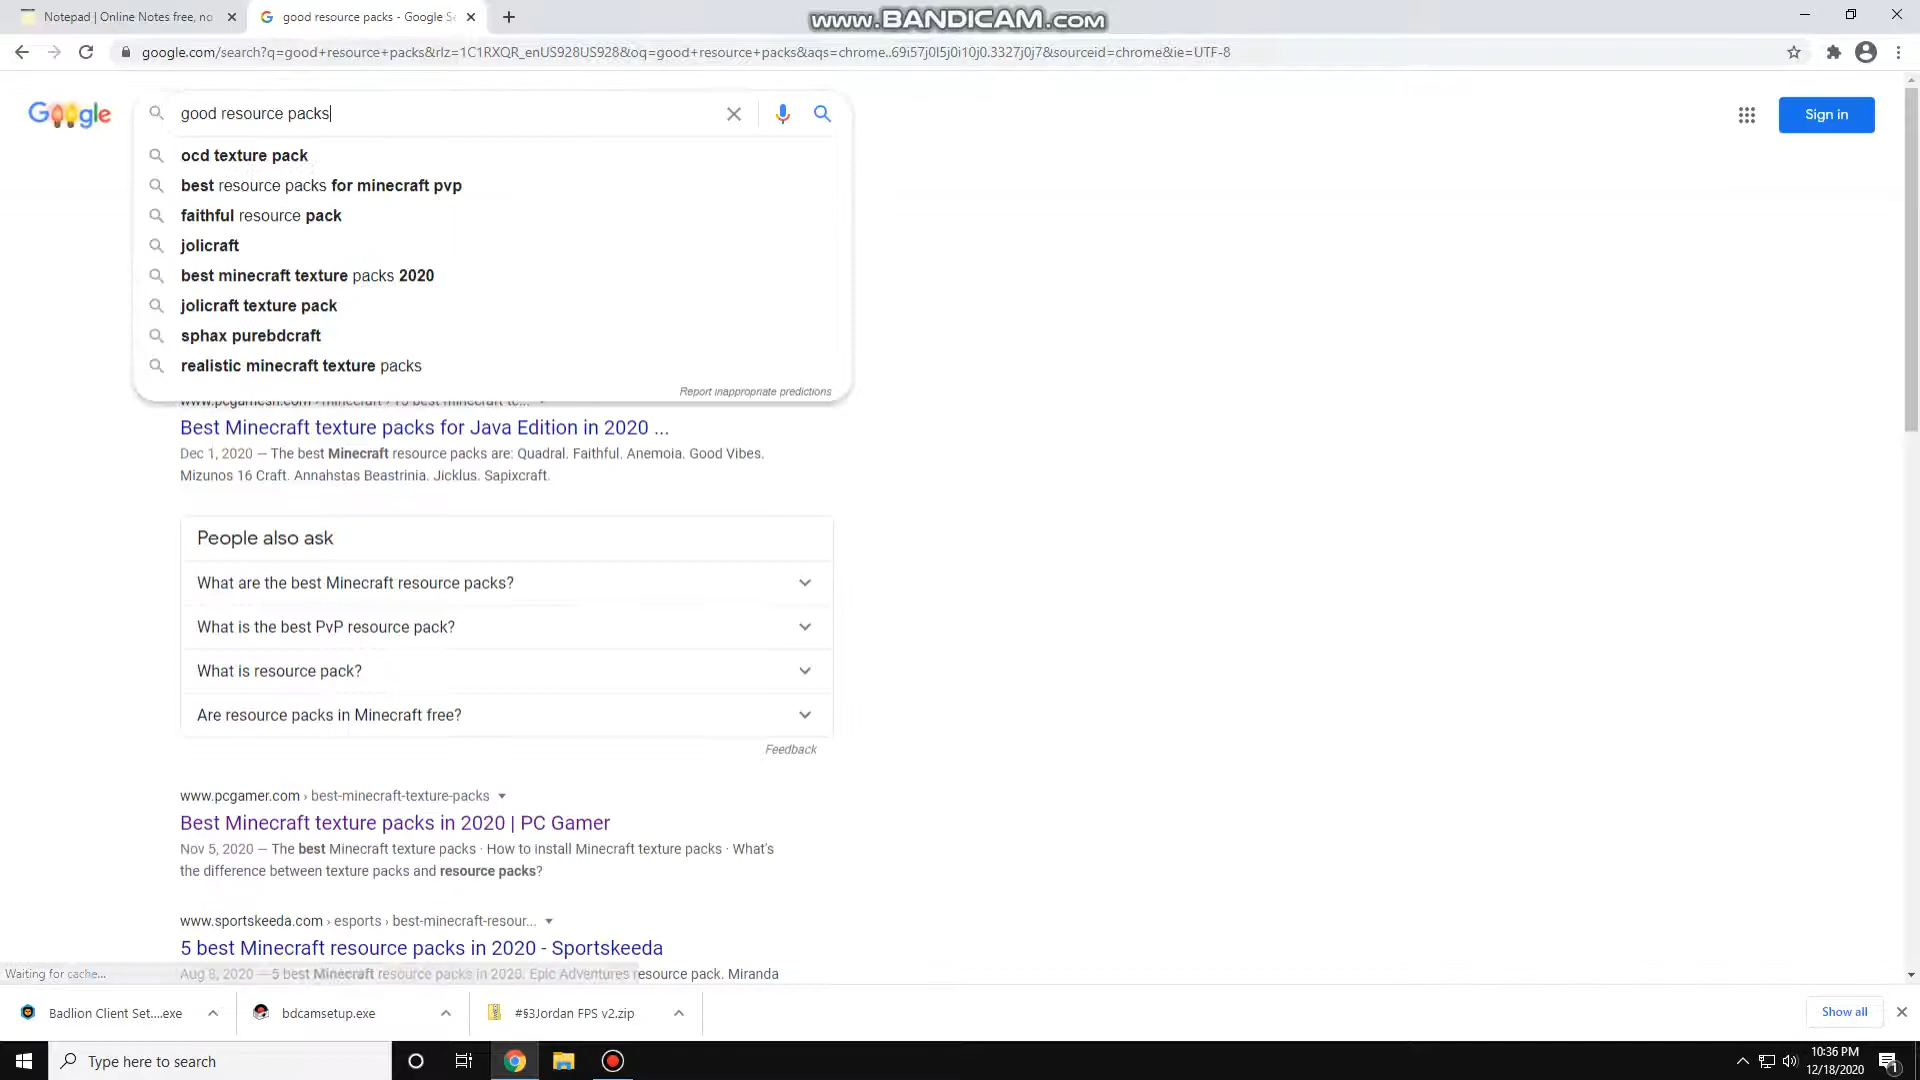 Notepad | Online Notes free, no
good resource packs - Google Se
www.BANDICAM.com
google.com/search?q=good+resource+packs&rlz=1C1RXQR_enUS928US928&oq=good+resource+packs&aqs=chrome..69i57j0l5j0i10j0.3327j0j7&sourceid=chrome&ie=UTF-8
Google
good resource packs
Sign in
ocd texture pack
best resource packs for minecraft pvp
faithful resource pack
jolicraft
best minecraft texture packs 2020
jolicraft texture pack
sphax purebdcraft
realistic minecraft texture packs
Report inappropriate predictions
Best Minecraft texture packs for Java Edition in 2020 ...
Dec 1, 2020 — The best Minecraft resource packs are: Quadral. Faithful. Anemoia. Good Vibes.
Mizunos 16 Craft. Annahstas Beastrinia. Jicklus. Sapixcraft.
People also ask
What are the best Minecraft resource packs?
What is the best PvP resource pack?
What is resource pack?
Are resource packs in Minecraft free?
Feedback
www.pcgamer.com › best-minecraft-texture-packs
Best Minecraft texture packs in 2020 | PC Gamer
Nov 5, 2020 — The best Minecraft texture packs · How to install Minecraft texture packs · What's
the difference between texture packs and resource packs?
www.sportskeeda.com › esports › best-minecraft-resour...
5 best Minecraft resource packs in 2020 - Sportskeeda
Waiting for cache...
Aug 8, 2020 — 5 best Minecraft resource packs in 2020. Epic Adventures resource pack. Miranda
Badlion Client Set....exe
bdcamsetup.exe
#§3Jordan FPS v2.zip
Show all
Type here to search
10:36 PM
12/18/2020
1